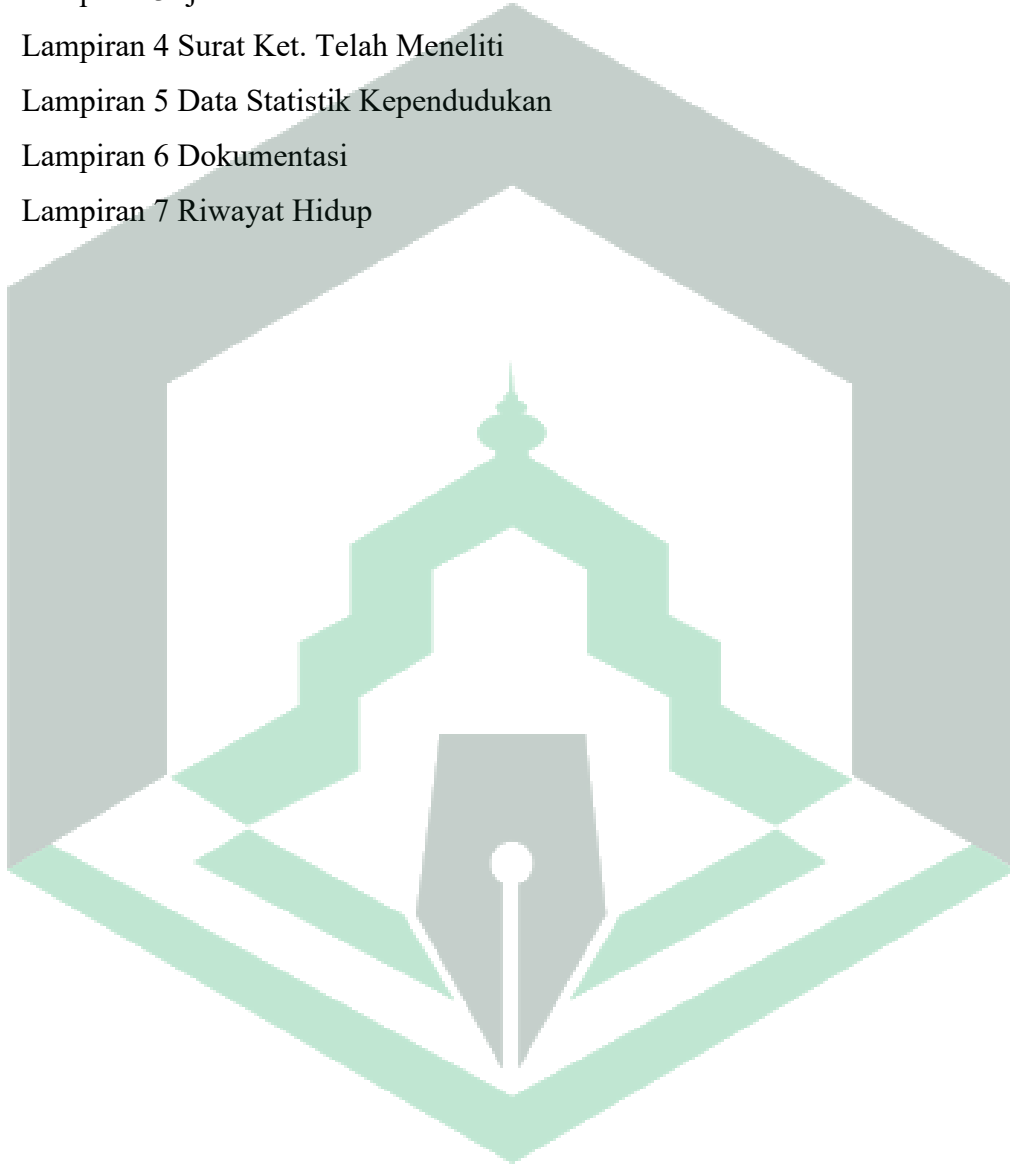 Lampiran 4 Surat Ket. Telah Meneliti
Lampiran 5 Data Statistik Kependudukan
Lampiran 6 Dokumentasi
Lampiran 7 Riwayat Hidup